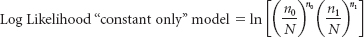 Log Likelihood “constant only” model = ln[(n₀/N)^n₀ (n₁/N)^n₁]